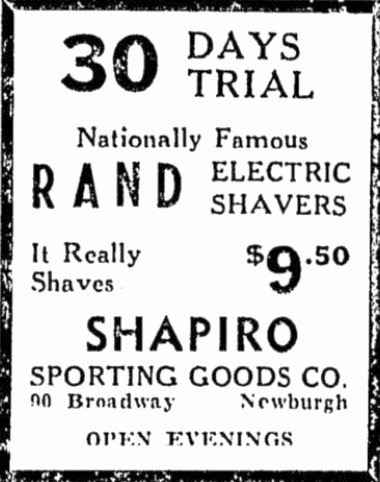 30 DAYS
TRIAL
Nationally Famous
RAND ELECTRIC
SHAVERS
It Really
Shaves $9.50
SHAPIRO
SPORTING GOODS CO.
90 Broadway Newburgh
OPEN EVENINGS